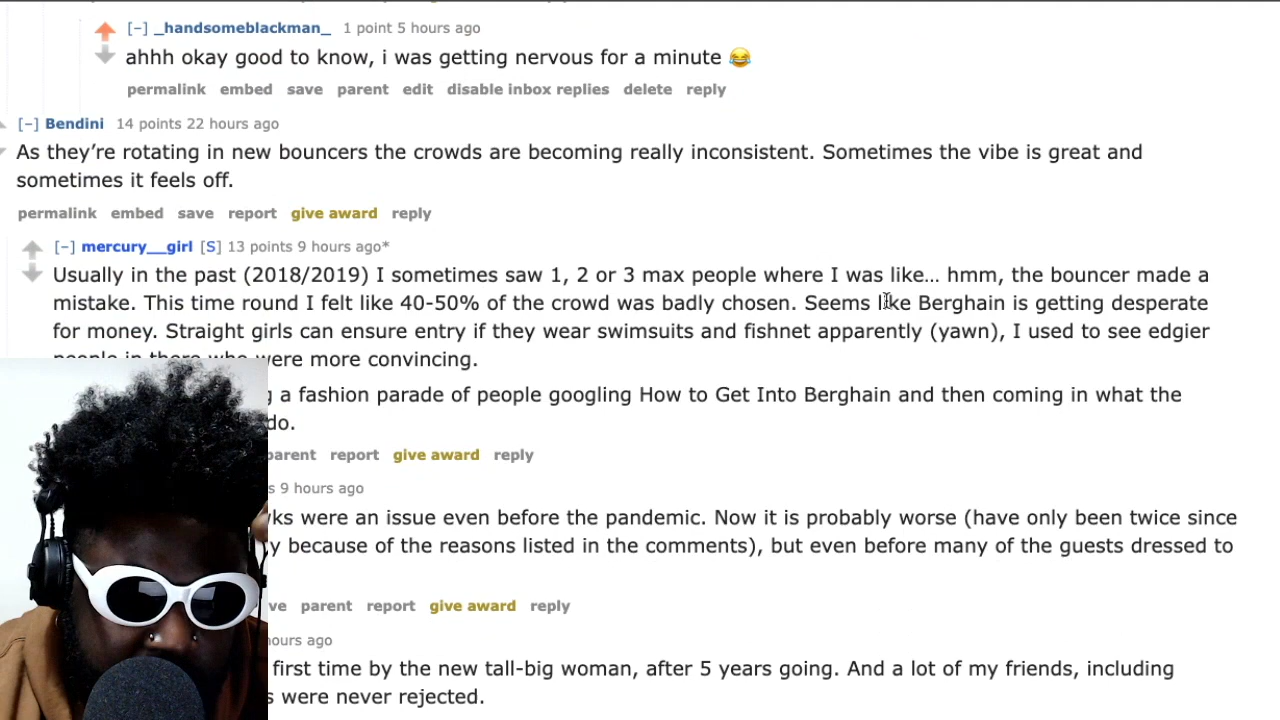 [-] _handsomeblackman_ 1 point 5 hours ago
ahhh okay good to know, i was getting nervous for a minute 😂
permalink embed save parent edit disable inbox replies delete reply
[-] Bendini 14 points 22 hours ago
As they're rotating in new bouncers the crowds are becoming really inconsistent. Sometimes the vibe is great and
sometimes it feels off.
permalink embed save report give award reply
[-] mercury__girl [S] 13 points 9 hours ago*
Usually in the past (2018/2019) I sometimes saw 1, 2 or 3 max people where I was like... hmm, the bouncer made a
mistake. This time round I felt like 40-50% of the crowd was badly chosen. Seems like Berghain is getting desperate
for money. Straight girls can ensure entry if they wear swimsuits and fishnet apparently (yawn), I used to see edgier
people in there who were more convincing.
a fashion parade of people googling How to Get Into Berghain and then coming in what the
do.
parent report give award reply
9 hours ago
were an issue even before the pandemic. Now it is probably worse (have only been twice since
because of the reasons listed in the comments), but even before many of the guests dressed to
parent report give award reply
hours ago
first time by the new tall-big woman, after 5 years going. And a lot of my friends, including
were never rejected.